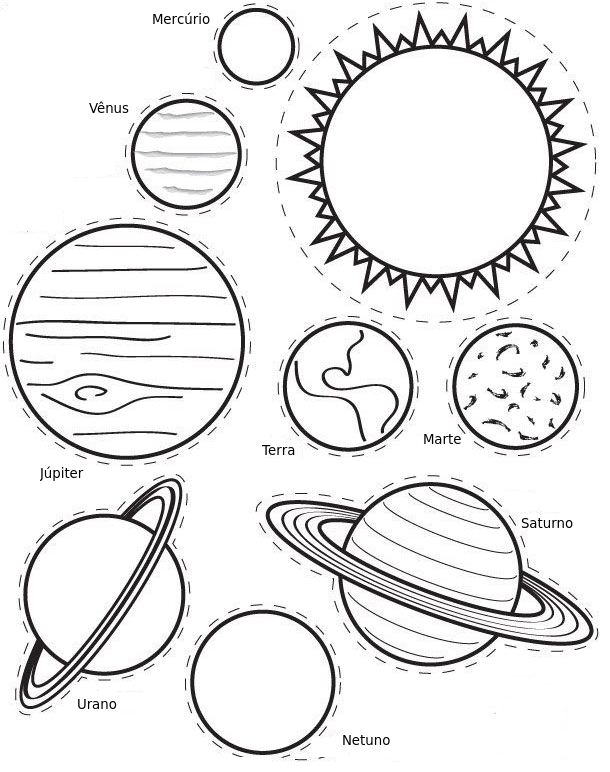 Mercúrio
Vênus
Terra
Marte
Júpiter
Saturno
Urano
Netuno